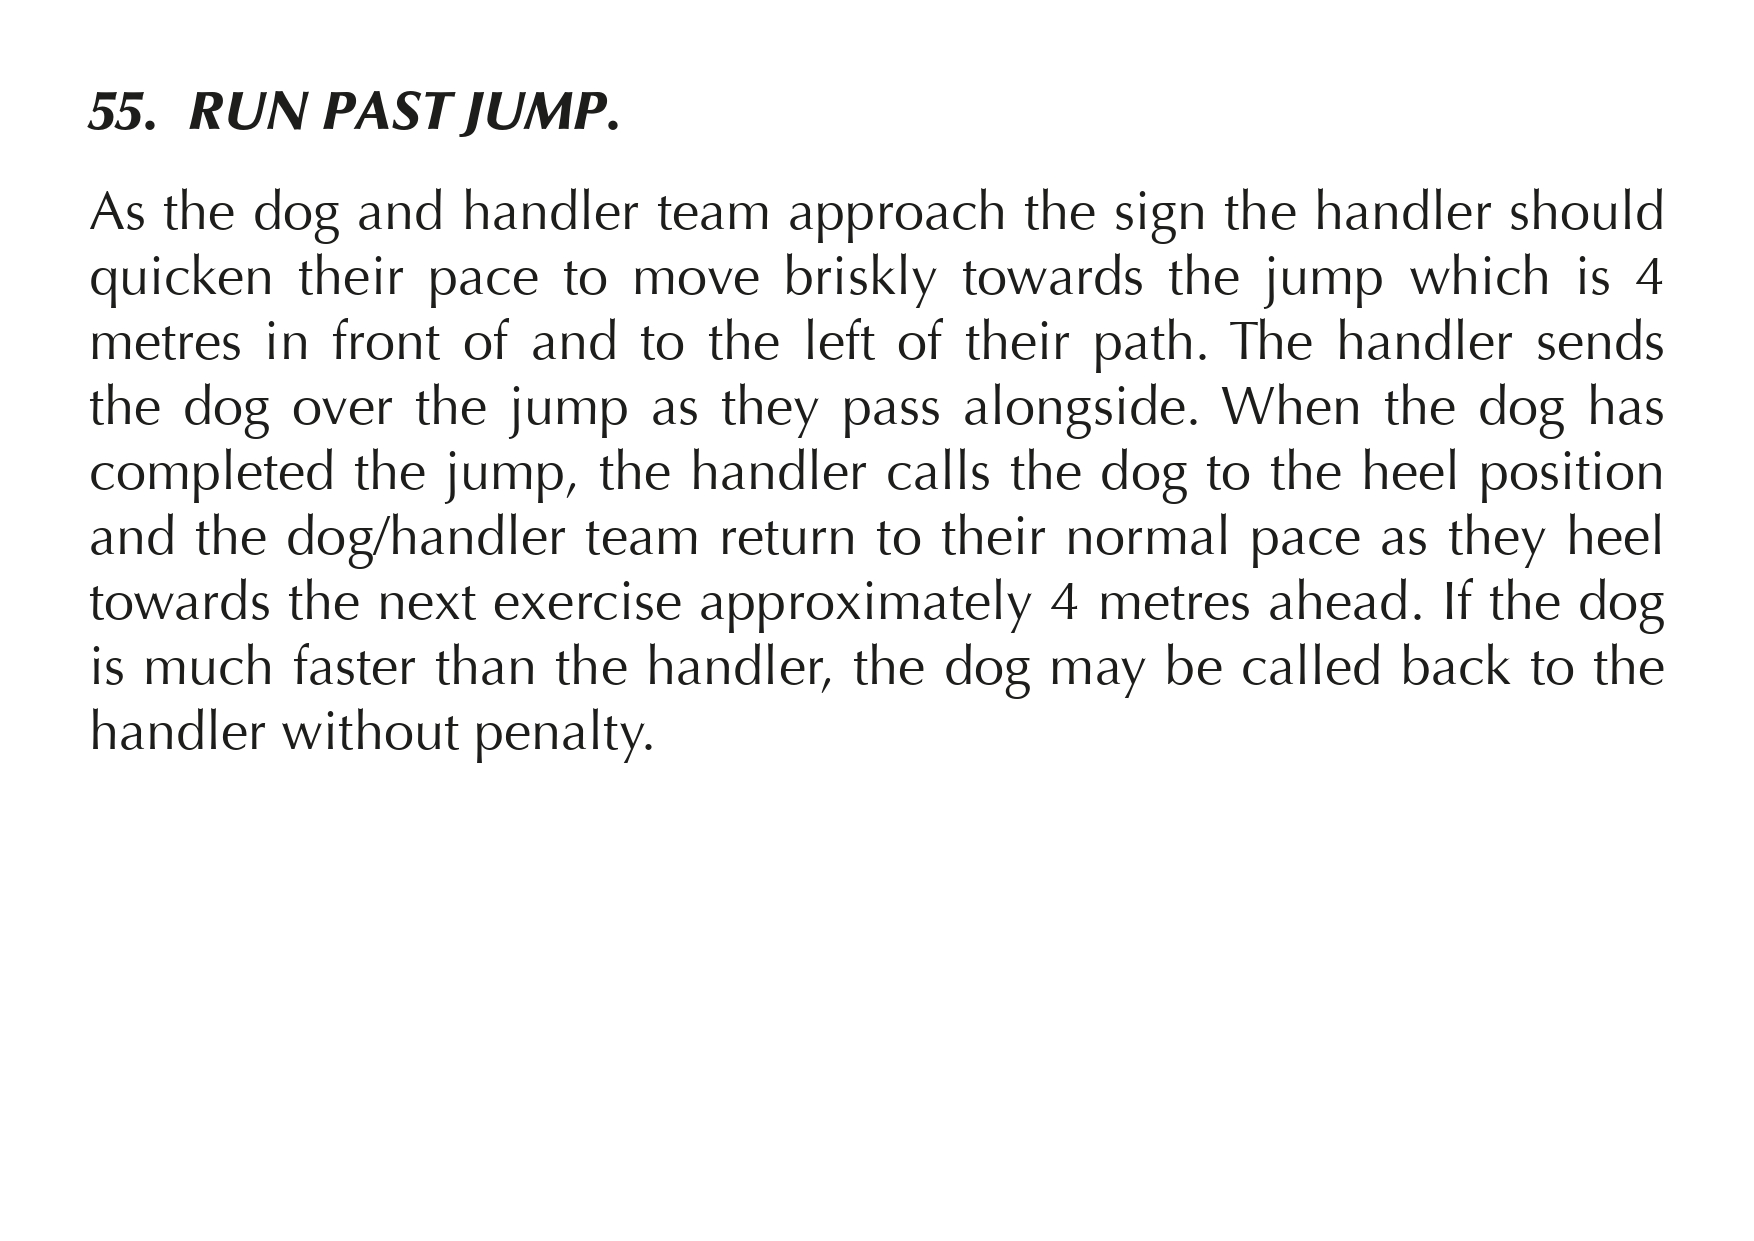 55. RUN PAST JUMP.
As the dog and handler team approach the sign the handler should
quicken their pace to move briskly towards the jump which is 4
metres in front of and to the left of their path. The handler sends
the dog over the jump as they pass alongside. When the dog has
completed the jump, the handler calls the dog to the heel position
and the dog/handler team return to their normal pace as they heel
towards the next exercise approximately 4 metres ahead. If the dog
is much faster than the handler, the dog may be called back to the
handler without penalty.